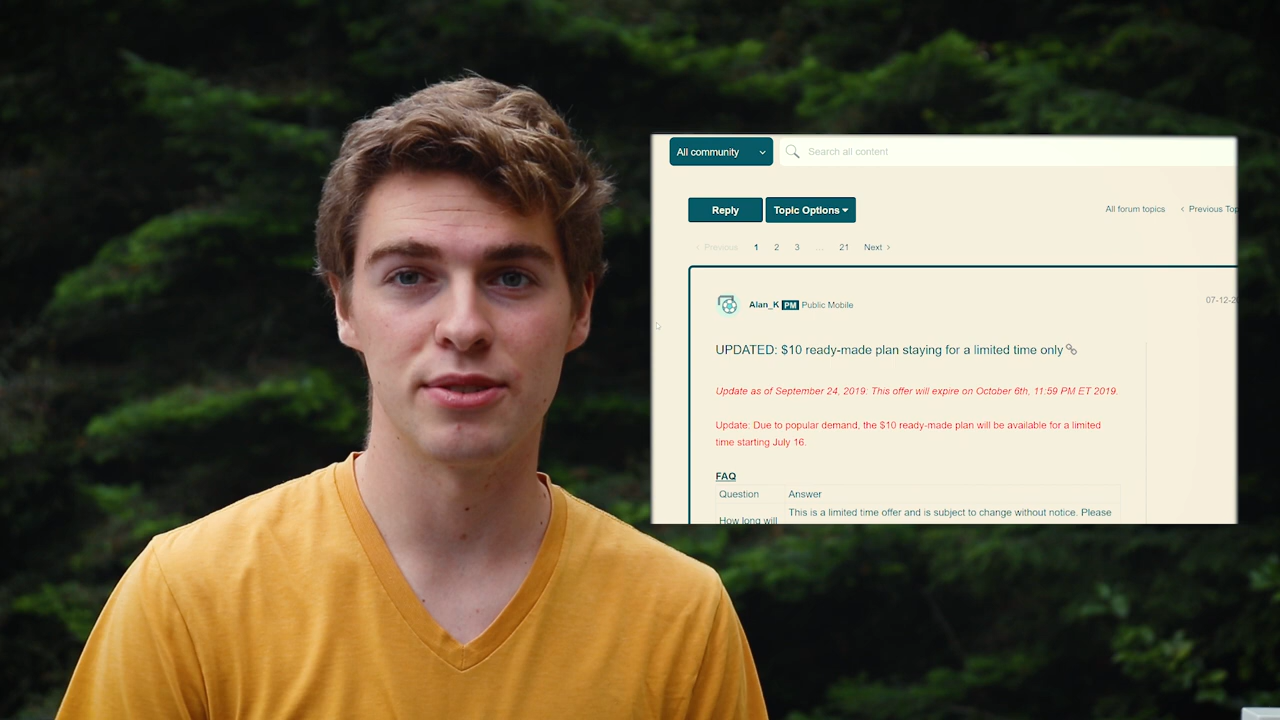 All community
Search all content
Reply
Topic Options
All forum topics
‹ Previous
‹ Previous 1 2 3 ... 21 Next ›
Alan_K PM Public Mobile
07-12-
UPDATED: $10 ready-made plan staying for a limited time only
Update as of September 24, 2019: This offer will expire on October 6th, 11:59 PM ET 2019.
Update: Due to popular demand, the $10 ready-made plan will be available for a limited
time starting July 16.
FAQ
Question Answer
This is a limited time offer and is subject to change without notice. Please
How long will